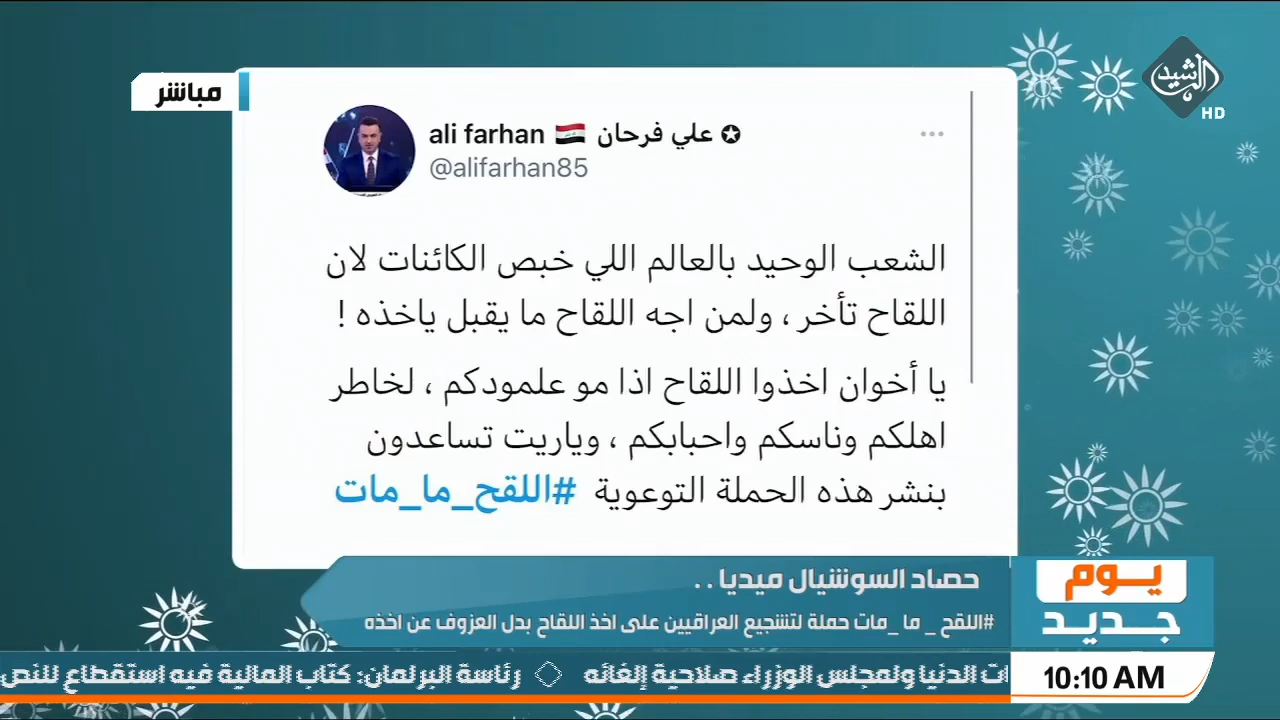 مباشر
الرشيد
HD
ali farhan علي فرحان
@alifarhan85
الشعب الوحيد بالعالم اللي خبص الكائنات لان
اللقاح تأخر ، ولمن اجه اللقاح ما يقبل ياخذه !
يا أخوان اخذوا اللقاح اذا مو علمودكم ، لخاطر
اهلكم وناسكم واحبابكم ، وياريت تساعدون
بنشر هذه الحملة التوعوية #اللقح_ما_مات
حصاد السوشيال ميديا . .
#اللقح _ ما _مات حملة لتشجيع العراقيين على اخذ اللقاح بدل العزوف عن اخذه
يوم
جديد
ات الدنيا ولمجلس الوزراء صلاحية إلغائه ◇ رئاسة البرلمان: كتاب المالية فيه استقطاع للنص
10:10 AM